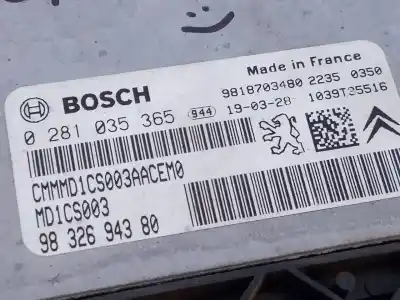 Made in France
BOSCH
9818703480 2235 0350
0 281 035 365 944 19-03-28 1039T35516
CMMMD1CS003AACEM0
MD1CS003
98 326 943 80